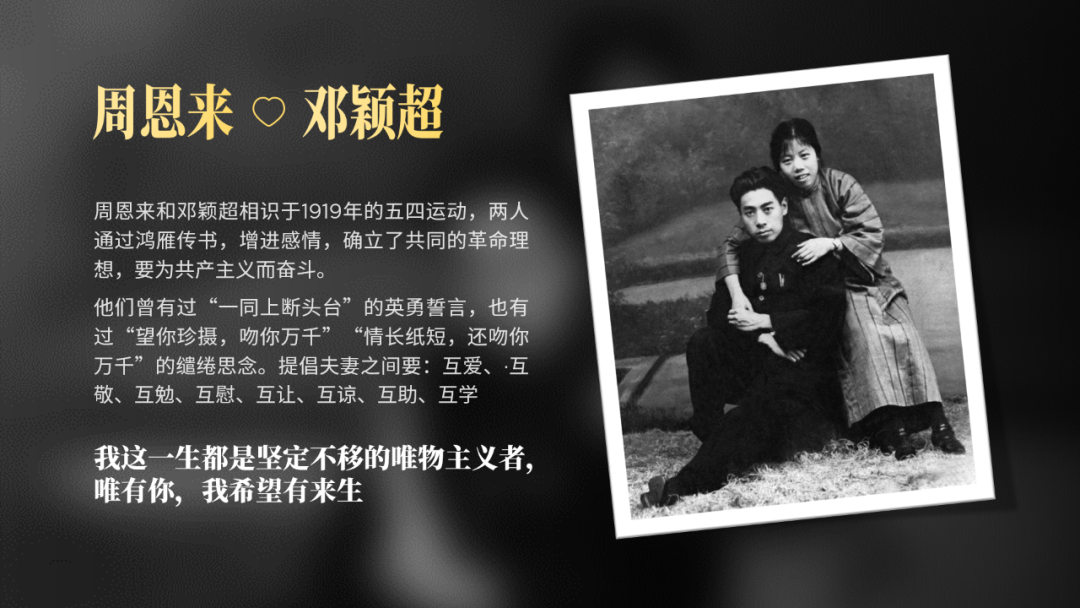 周恩来♡邓颖超
周恩来和邓颖超相识于1919年的五四运动，两人
通过鸿雁传书，增进感情，确立了共同的革命理
想，要为共产主义而奋斗。
他们曾有过“一同上断头台”的英勇誓言，也有
过“望你珍摄，吻你万千”“情长纸短，还吻你
万千”的缱绻思念。提倡夫妻之间要：互爱、·互
敬、互勉、互慰、互让、互谅、互助、互学
我这一生都是坚定不移的唯物主义者，
唯有你，我希望有来生